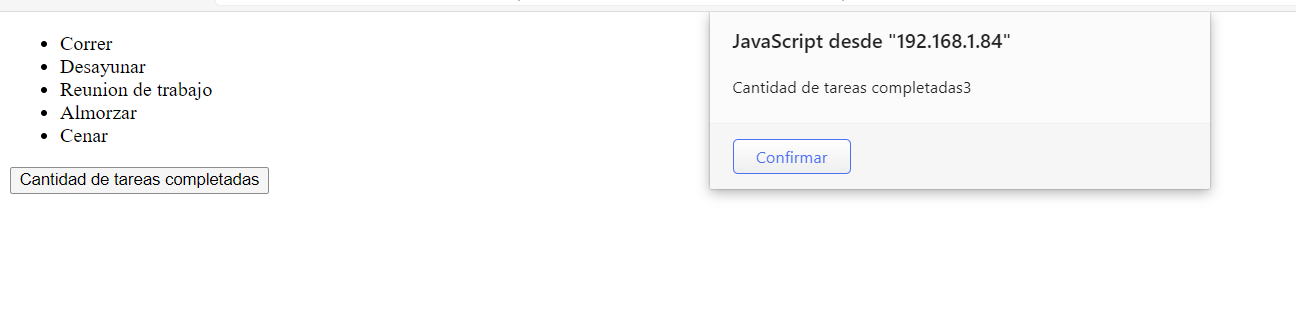 Correr
Desayunar
Reunion de trabajo
Almorzar
Cenar
Cantidad de tareas completadas
JavaScript desde "192.168.1.84"
Cantidad de tareas completadas3
Confirmar